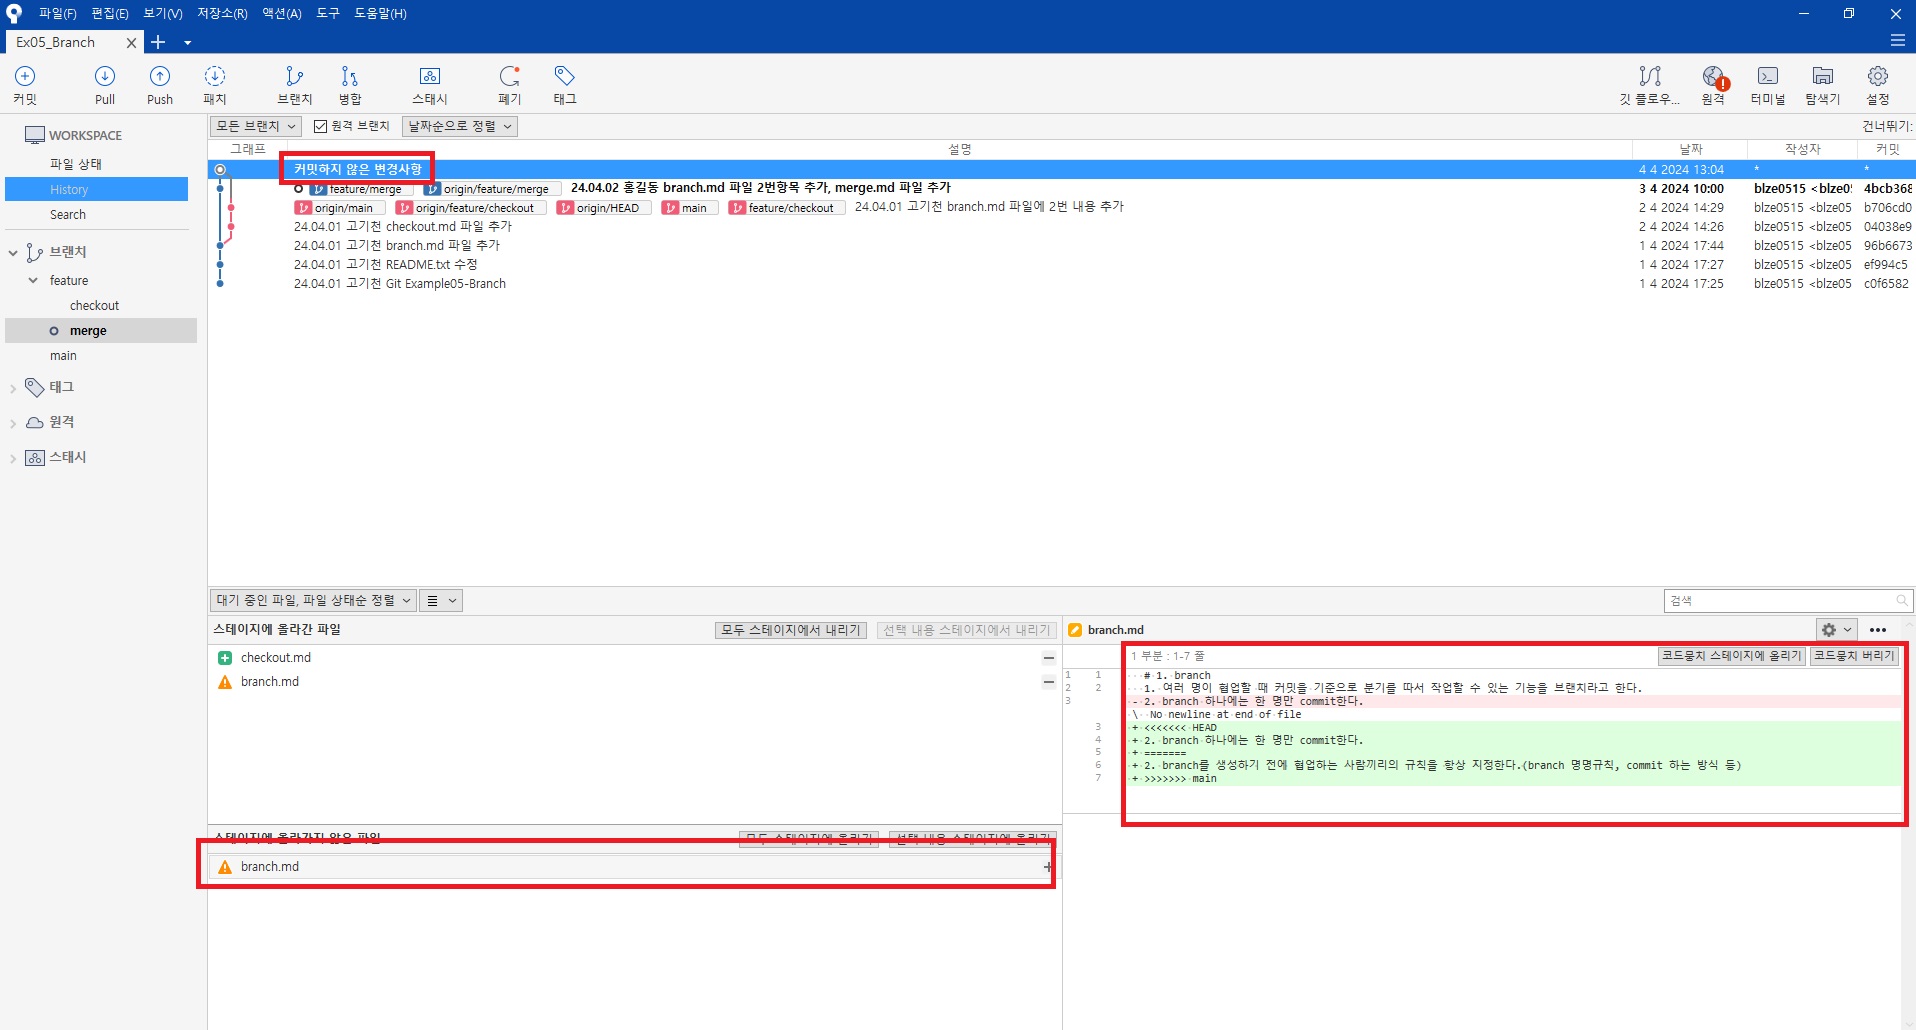 파일(F) 편집(E) 보기(V) 저장소(R) 액션(A) 도구 도움말(H)
Ex05_Branch
커밋 Pull Push 패치 브랜치 병합 스태시 폐기 태그 깃 플로우... 원격 터미널 탐색기 설정
WORKSPACE
파일 상태
History
Search
브랜치
feature
checkout
merge
main
태그
원격
스태시
모든 브랜치 원격 브랜치 날짜순으로 정렬 건너뛰기:
그래프 설명 날짜 작성자 커밋
커밋하지 않은 변경사항 4 4 2024 13:04 * *
feature/merge origin/feature/merge 24.04.02 홍길동 branch.md 파일 2번항목 추가, merge.md 파일 추가 3 4 2024 10:00 blze0515 <blze05 4bcb368
origin/main origin/feature/checkout origin/HEAD main feature/checkout 24.04.01 고기천 branch.md 파일에 2번 내용 추가 2 4 2024 14:29 blze0515 <blze05 b706cd0
24.04.01 고기천 checkout.md 파일 추가 2 4 2024 14:26 blze0515 <blze05 04038e9
24.04.01 고기천 branch.md 파일 추가 1 4 2024 17:44 blze0515 <blze05 96b6673
24.04.01 고기천 README.txt 수정 1 4 2024 17:27 blze0515 <blze05 ef994c5
24.04.01 고기천 Git Example05-Branch 1 4 2024 17:25 blze0515 <blze05 c0f6582
대기 중인 파일, 파일 상태순 정렬 검색
스테이지에 올라간 파일 모두 스테이지에서 내리기 선택 내용 스테이지에서 내리기
checkout.md
branch.md
스테이지에 올라가지 않은 파일 모두 스테이지에 올리기 선택 내용 스테이지에 올리기
branch.md
branch.md
1 부분 : 1-7 줄 코드뭉치 스테이지에 올리기 코드뭉치 버리기
1 1 # 1. branch
2 2 1. 여러 명이 협업할 때 커밋을 기준으로 분기를 따서 작업할 수 있는 기능을 브랜치라고 한다.
3 - 2. branch 하나에는 한 명만 commit한다.
\ No newline at end of file
3 + <<<<<<< HEAD
4 + 2. branch 하나에는 한 명만 commit한다.
5 + =======
6 + 2. branch를 생성하기 전에 협업하는 사람끼리의 규칙을 항상 지정한다.(branch 명명규칙, commit 하는 방식 등)
7 + >>>>>>> main